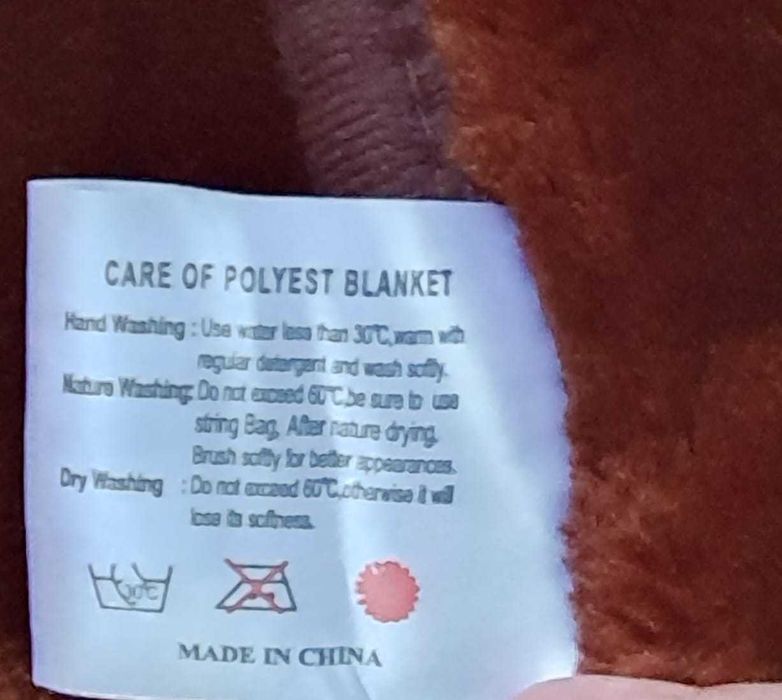 CARE OF POLYEST BLANKET
Hand Washing : Use water less than 30°C,warm with
regular detergent and wash softly.
Nature Washing: Do not exceed 60°C,be sure to use
string Bag, After nature drying,
Brush softly for better appearances.
Dry Washing : Do not exceed 60°C,otherwise it will
lose its softness.
30°C
MADE IN CHINA